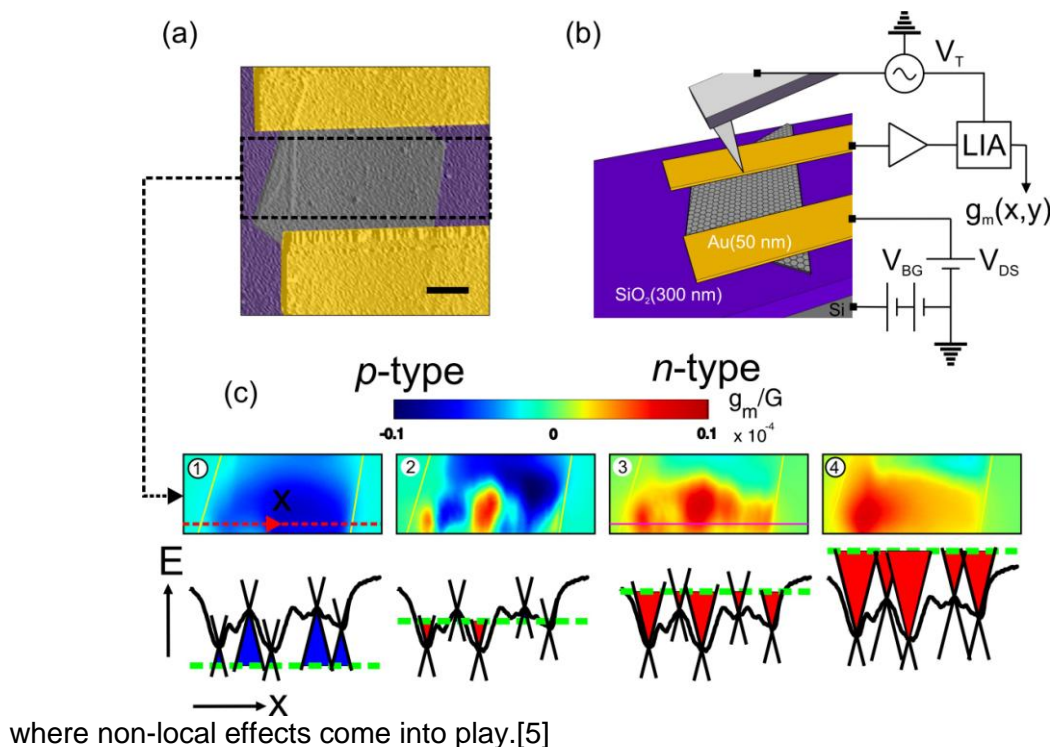 (a)
(b)
V_T
LIA
g_m(x,y)
Au(50 nm)
V_BG
V_DS
SiO₂(300 nm)
Si
p-type
n-type
(c)
g_m/G
-0.1
0
0.1
x 10⁻⁴
1
2
3
4
X
E
X
where non-local effects come into play.[5]